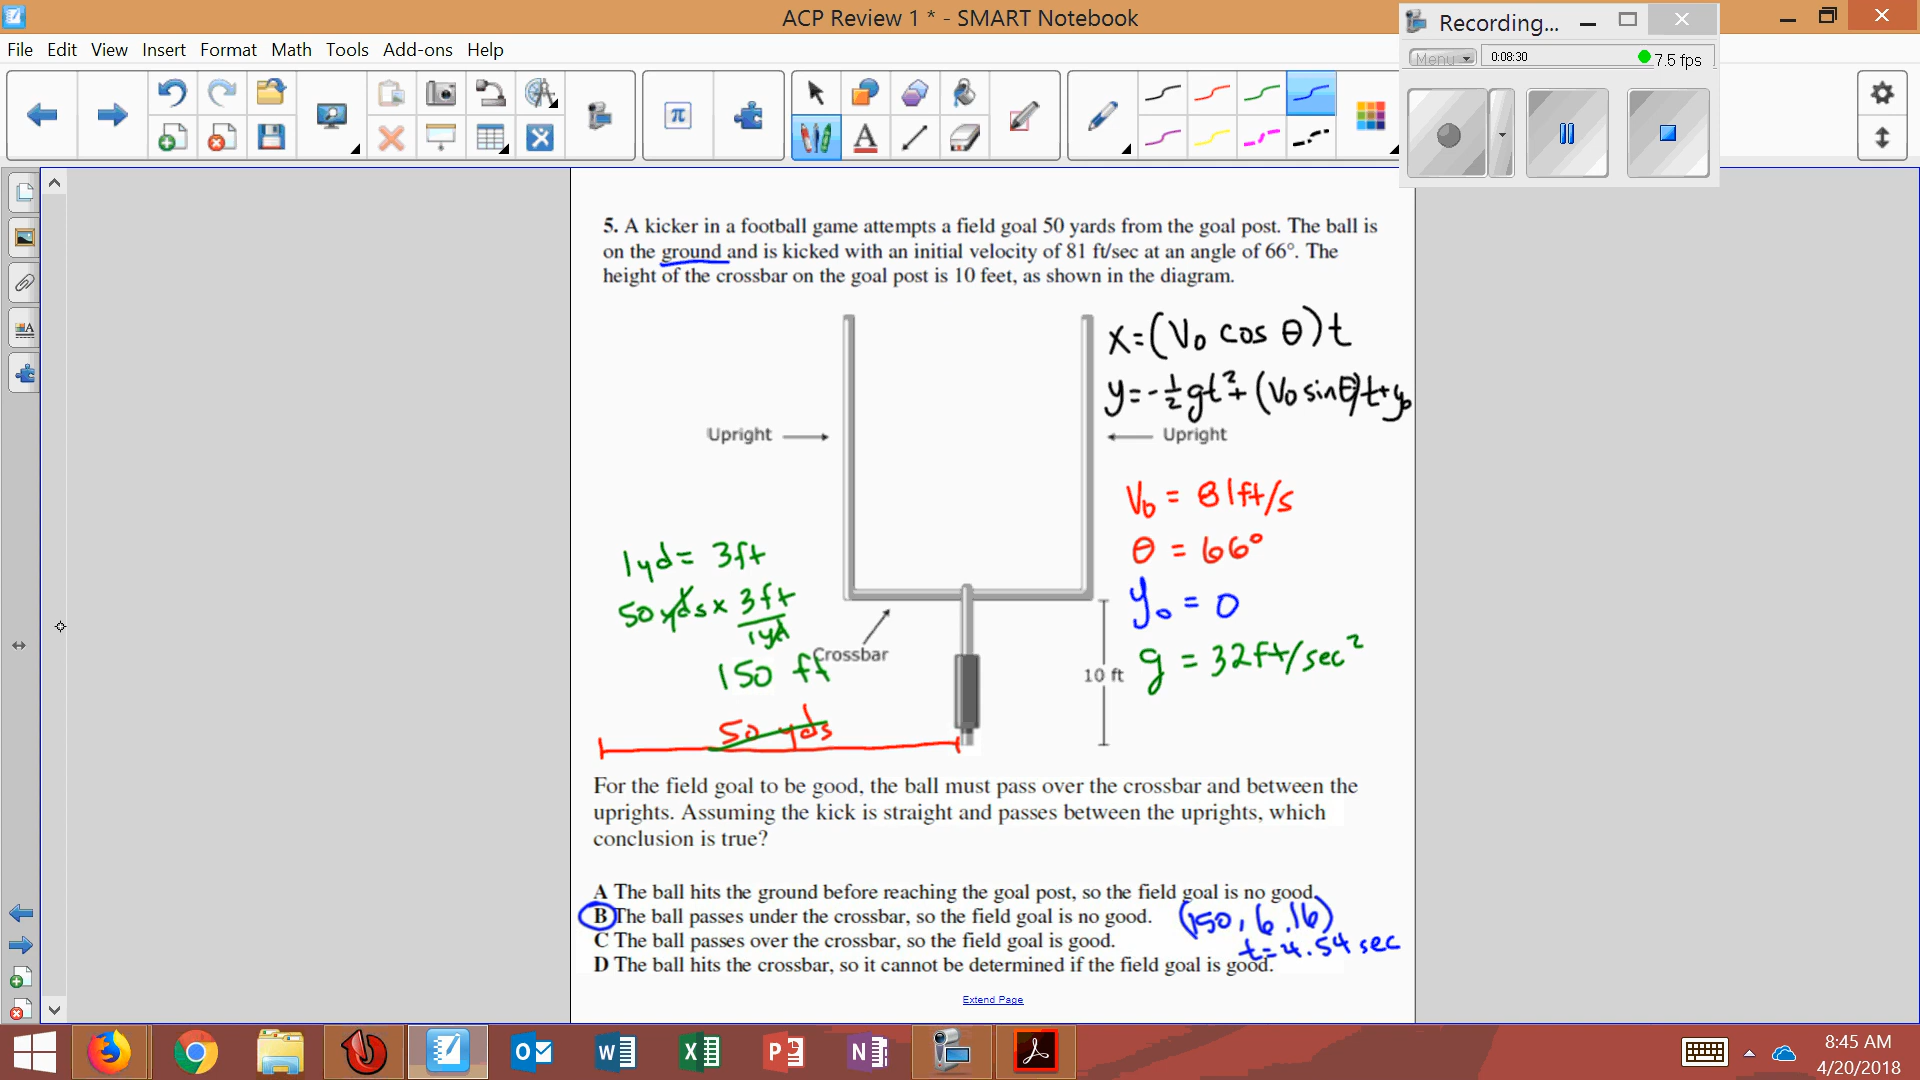 ACP Review 1 * - SMART Notebook
Recording...
File Edit View Insert Format Math Tools Add-ons Help
Menu
0:08:30
7.5 fps
π
A
5. A kicker in a football game attempts a field goal 50 yards from the goal post. The ball is
on the ground and is kicked with an initial velocity of 81 ft/sec at an angle of 66°. The
height of the crossbar on the goal post is 10 feet, as shown in the diagram.
x=(V₀ cos θ)t
y=-½gt²+(V₀ sinθ)t+y₀
Upright
Upright
V₀ = 81ft/s
1yd = 3ft
θ = 66°
50 yds x 3ft/1yd
y₀ = 0
Crossbar
g = 32ft/sec²
150 ft
10 ft
50 yds
For the field goal to be good, the ball must pass over the crossbar and between the
uprights. Assuming the kick is straight and passes between the uprights, which
conclusion is true?
A The ball hits the ground before reaching the goal post, so the field goal is no good.
B The ball passes under the crossbar, so the field goal is no good.
(150, 6.16)
C The ball passes over the crossbar, so the field goal is good.
t=4.54 sec
D The ball hits the crossbar, so it cannot be determined if the field goal is good.
Extend Page
8:45 AM
4/20/2018